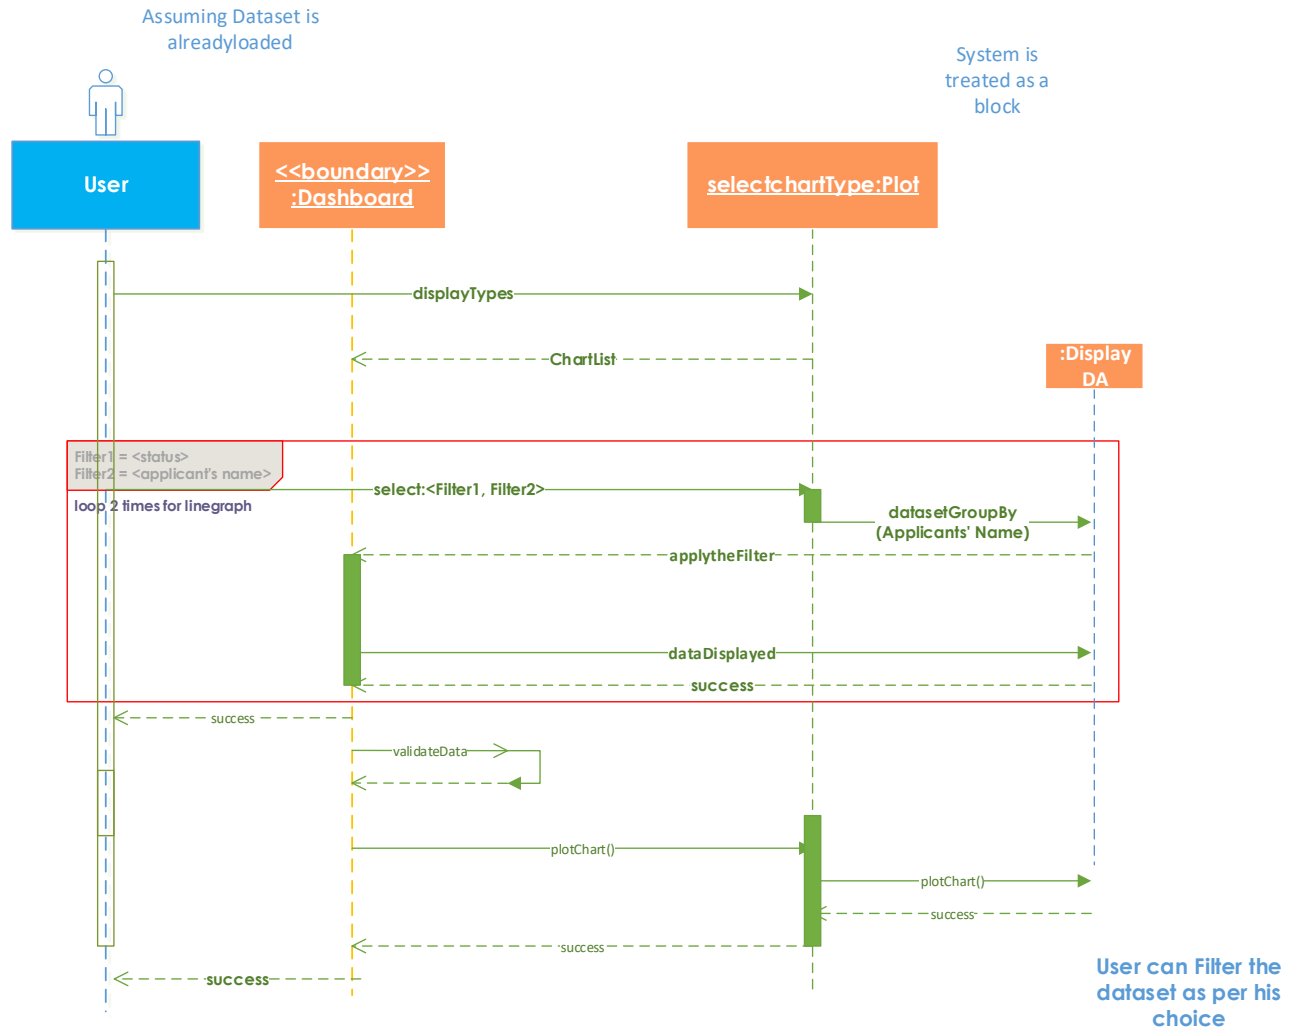 Assuming Dataset is
alreadyloaded
System is
treated as a
block
User
<<boundary>>
:Dashboard
selectchartType:Plot
displayTypes
ChartList
:Display
DA
Filter1 = <status>
Filter2 = <applicant's name>
select:<Filter1, Filter2>
loop 2 times for linegraph
datasetGroupBy
(Applicants' Name)
applytheFilter
dataDisplayed
success
success
validateData
plotChart()
plotChart()
success
success
success
User can Filter the
dataset as per his
choice